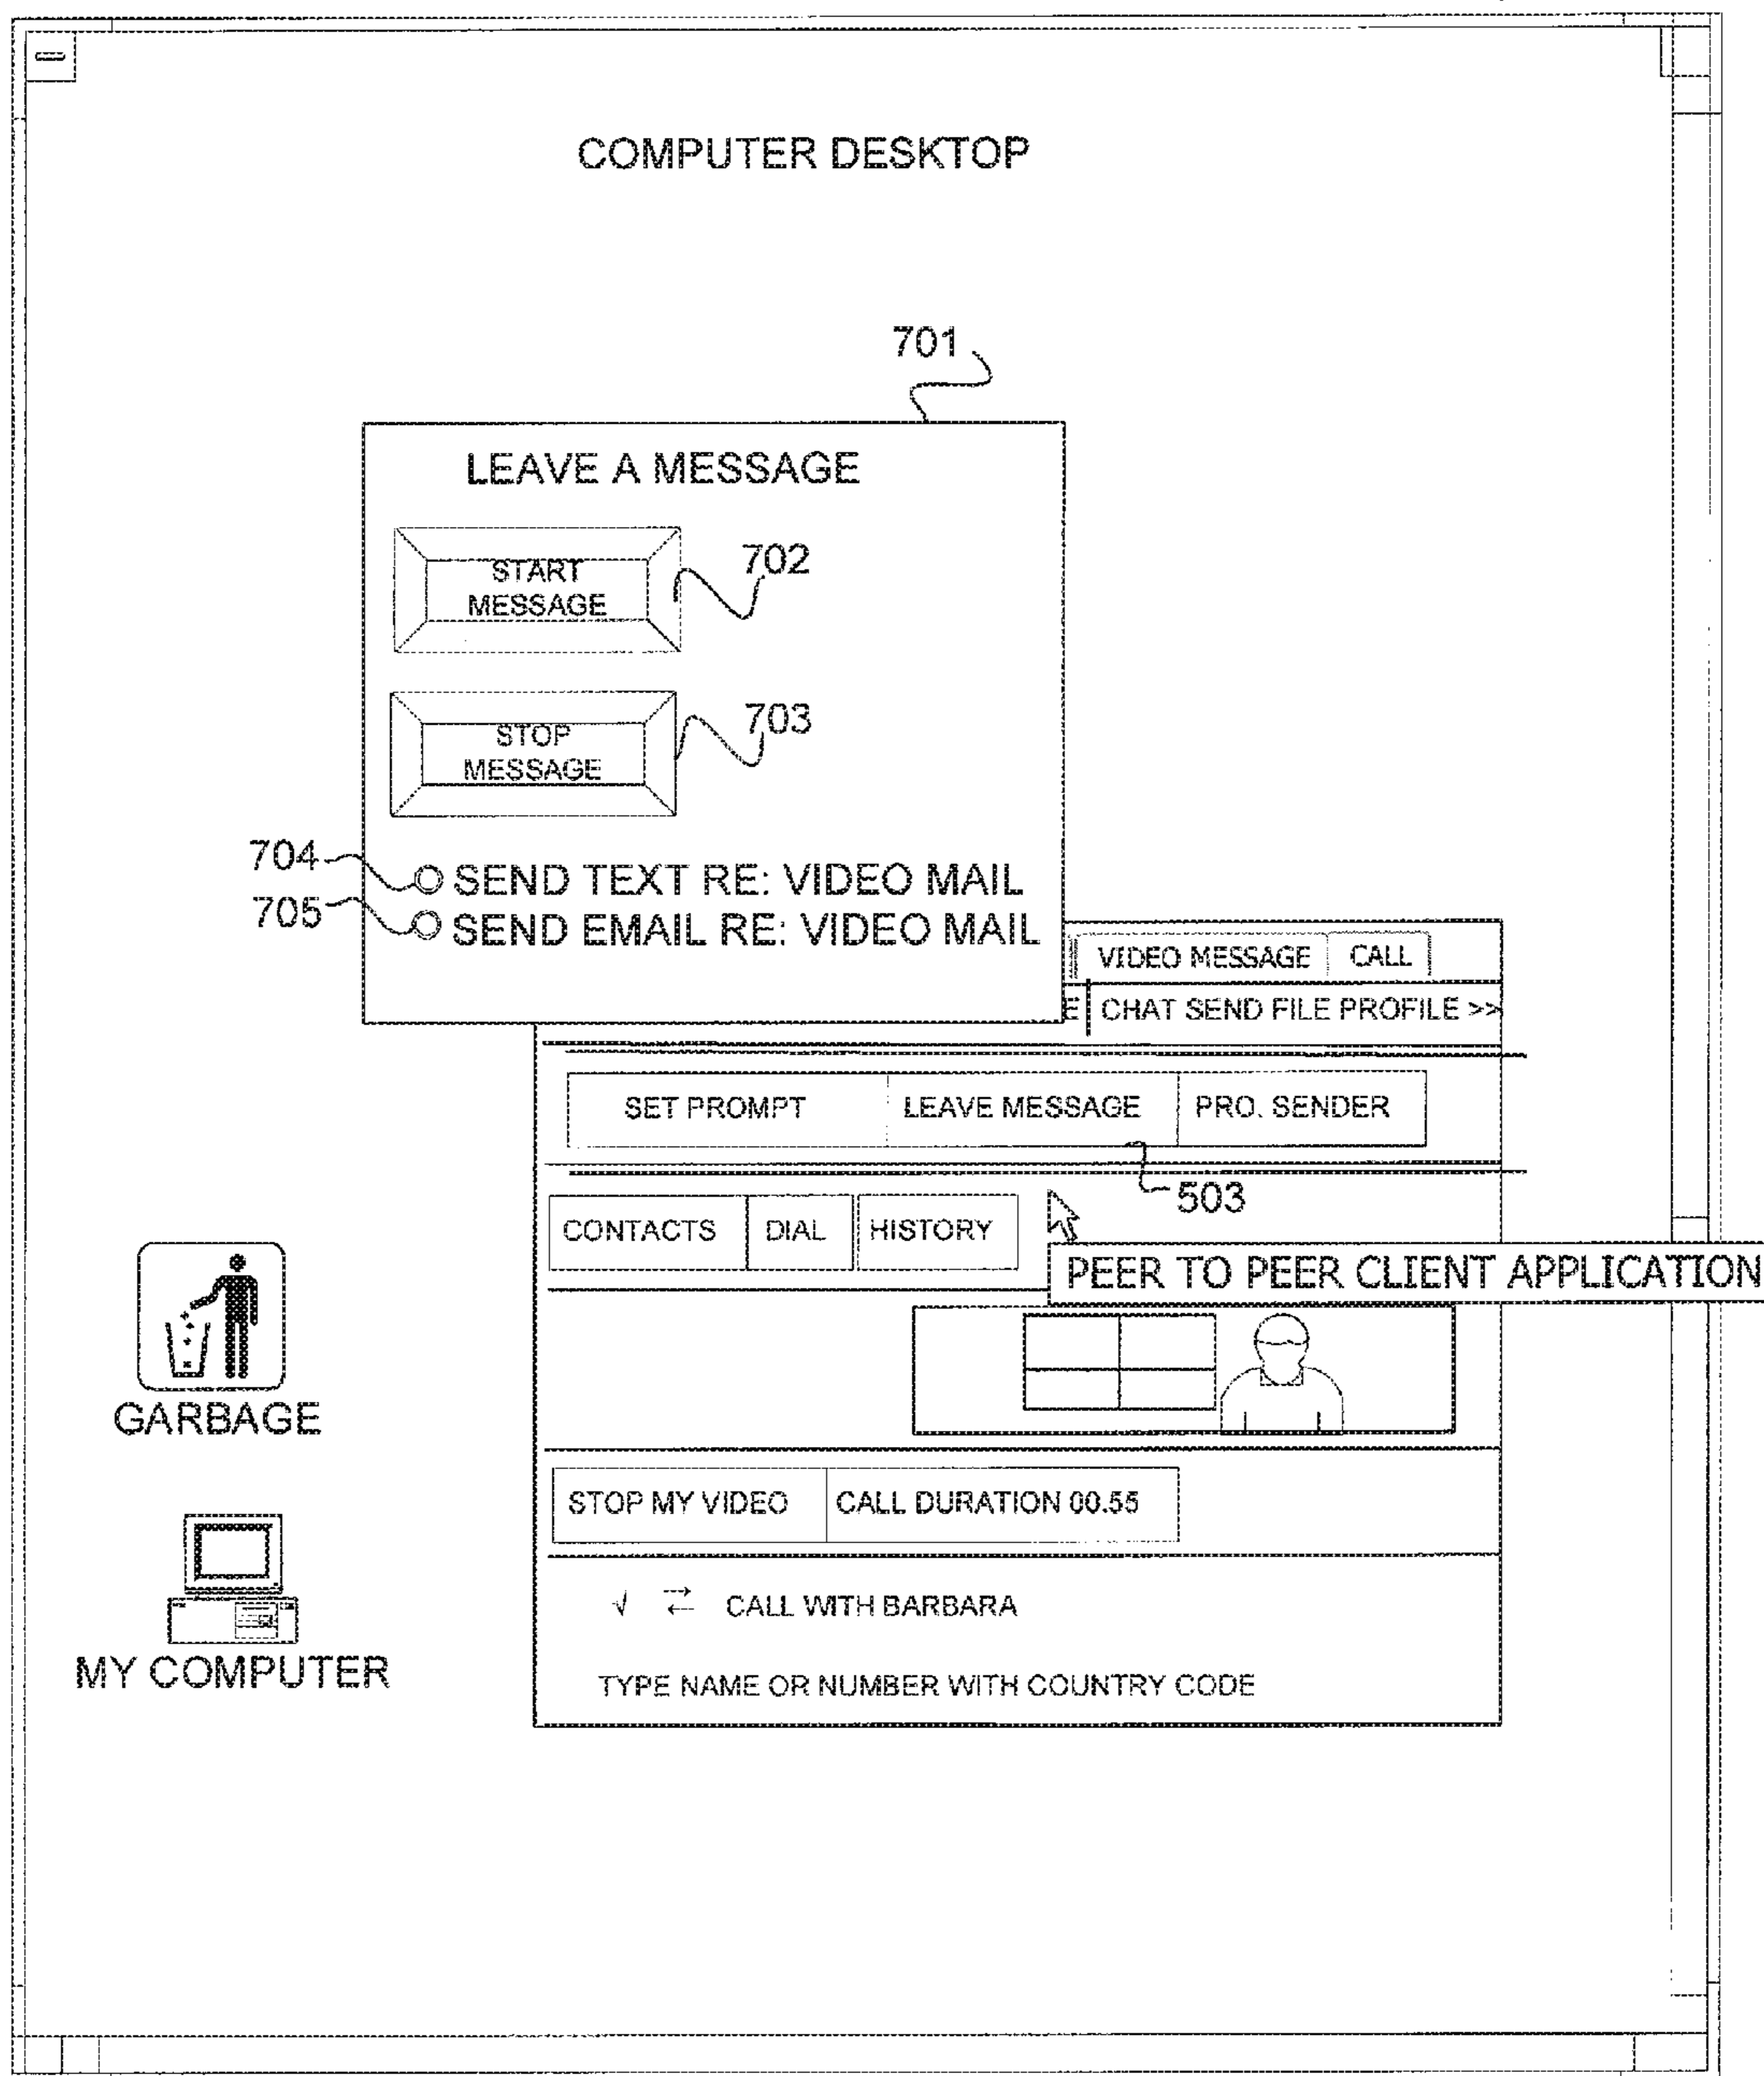 COMPUTER DESKTOP
701
LEAVE A MESSAGE
START
MESSAGE
702
STOP
MESSAGE
703
704
SEND TEXT RE: VIDEO MAIL
705
SEND EMAIL RE: VIDEO MAIL
VIDEO MESSAGE CALL
E CHAT SEND FILE PROFILE >>
SET PROMPT LEAVE MESSAGE PRO. SENDER
503
CONTACTS DIAL HISTORY
PEER TO PEER CLIENT APPLICATION
GARBAGE
STOP MY VIDEO CALL DURATION 00.55
√ ⇄ CALL WITH BARBARA
MY COMPUTER
TYPE NAME OR NUMBER WITH COUNTRY CODE